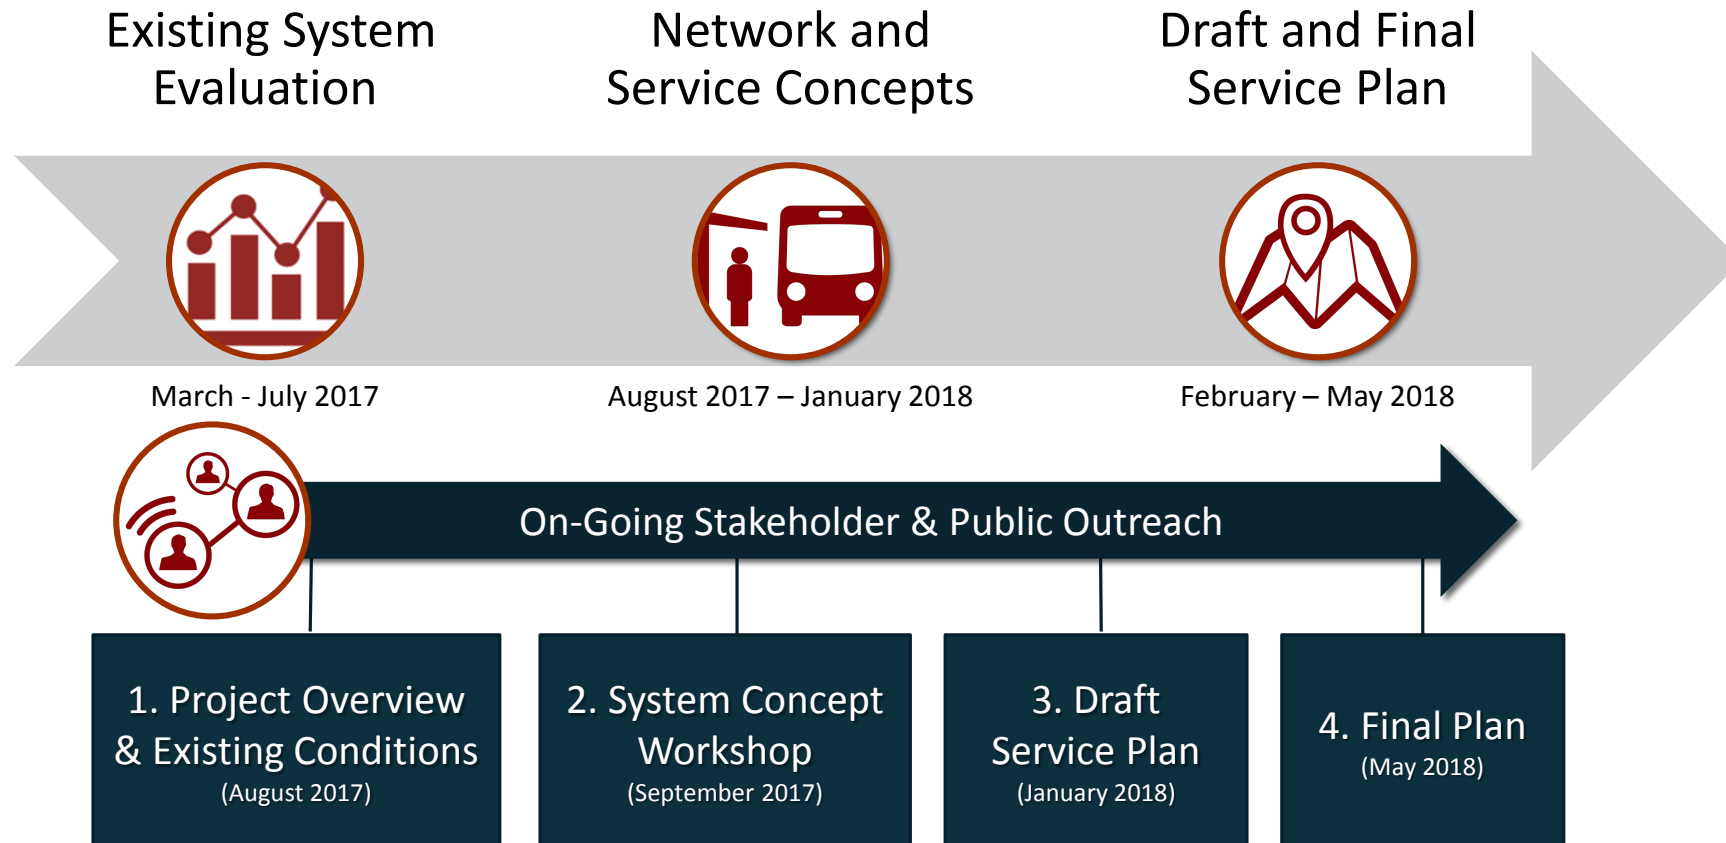 Existing System
Evaluation
Network and
Service Concepts
Draft and Final
Service Plan
March - July 2017
August 2017 – January 2018
February – May 2018
On-Going Stakeholder & Public Outreach
1. Project Overview
& Existing Conditions
(August 2017)
2. System Concept
Workshop
(September 2017)
3. Draft
Service Plan
(January 2018)
4. Final Plan
(May 2018)